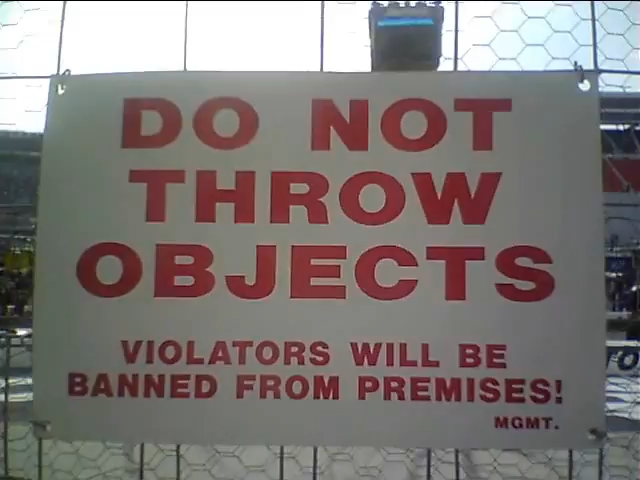 DO NOT
THROW
OBJECTS
VIOLATORS WILL BE
BANNED FROM PREMISES!
MGMT.